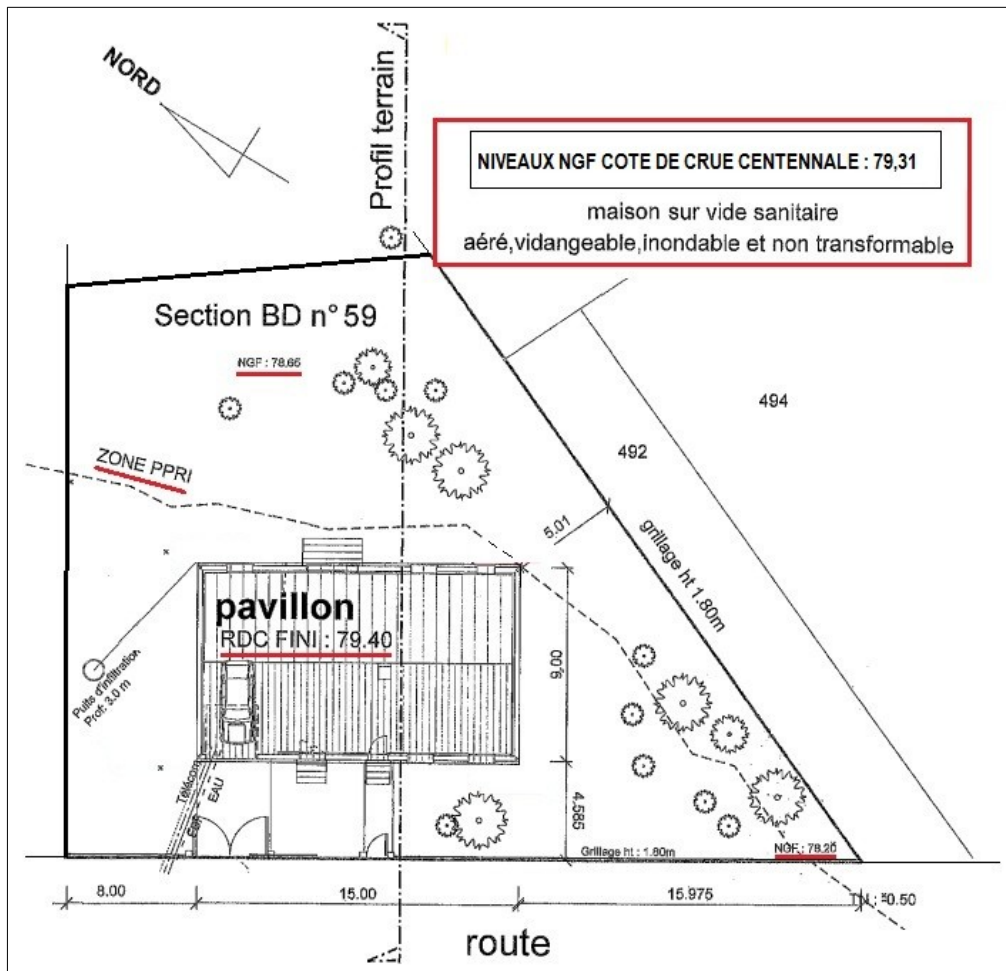 NORD
Profil terrain
NIVEAUX NGF COTE DE CRUE CENTENNALE : 79,31
maison sur vide sanitaire
aéré,vidangeable,inondable et non transformable
Section BD n° 59
NGF : 78.65
494
492
ZONE PPRI
5.01
grillage ht 1.80m
pavillon
RDC FINI : 79.40
9.00
Puits d'infiltration
Prof: 3.0 m
Télécom
EAU
4.585
Grillage ht : 1.80m
NGF : 78.20
8.00
15.00
15.975
route